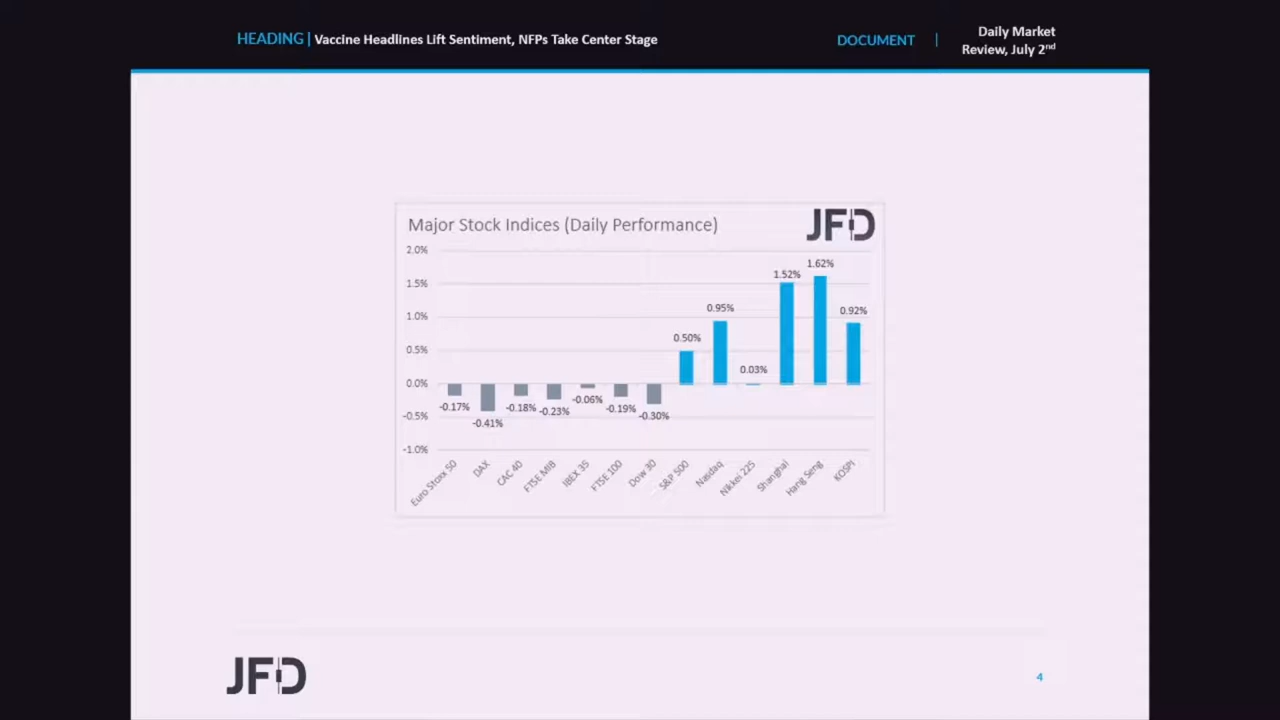 HEADING | Vaccine Headlines Lift Sentiment, NFPs Take Center Stage
DOCUMENT |
Daily Market
Review, July 2nd
Major Stock Indices (Daily Performance)
JFD
2.0%
1.5%
1.0%
0.5%
0.0%
-0.5%
-1.0%
-0.17%
-0.41%
-0.18%
-0.23%
-0.06%
-0.19%
-0.30%
0.50%
0.95%
0.03%
1.52%
1.62%
0.92%
Euro Stoxx 50
DAX
CAC 40
FTSE MIB
IBEX 35
FTSE 100
Dow 30
S&P 500
Nasdaq
Nikkei 225
Shanghai
Hang Seng
KOSPI
JFD
4